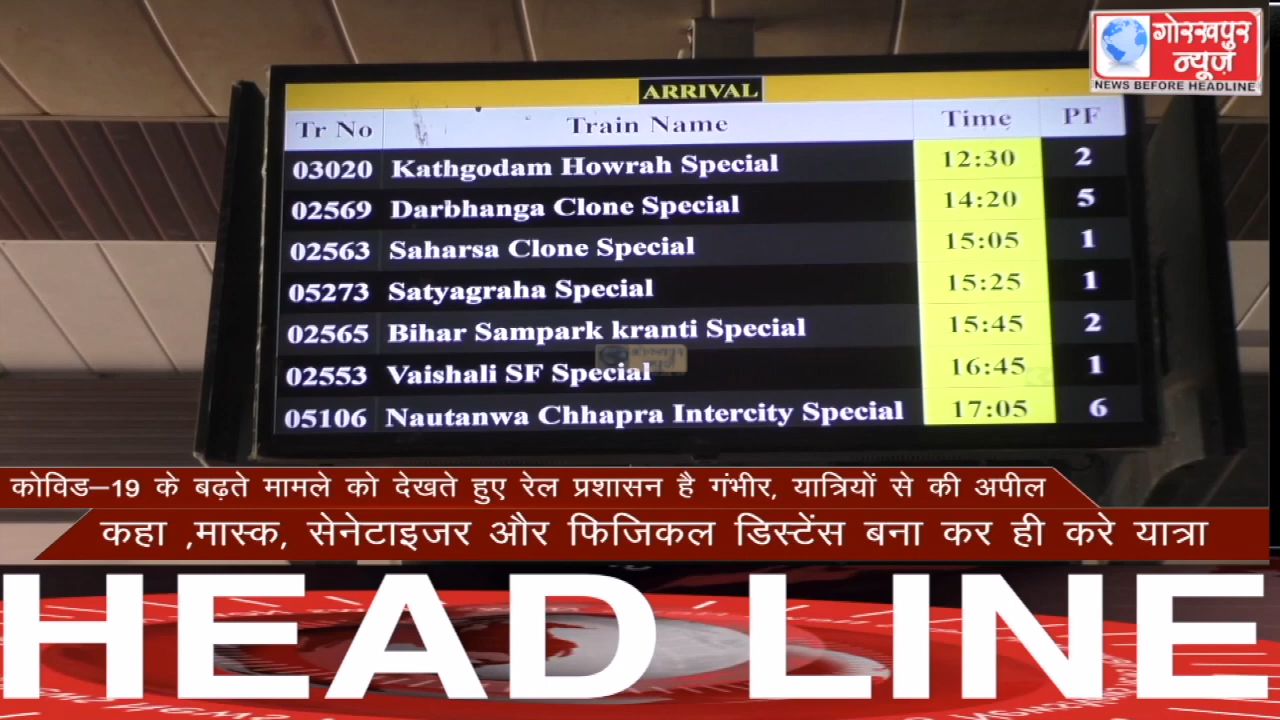 गोरखपुर
न्यूज़
NEWS BEFORE HEADLINE
ARRIVAL
Tr No Train Name Time PF
03020 Kathgodam Howrah Special 12:30 2
02569 Darbhanga Clone Special 14:20 5
02563 Saharsa Clone Special 15:05 1
05273 Satyagraha Special 15:25 1
02565 Bihar Sampark kranti Special 15:45 2
02553 Vaishali SF Special 16:45 1
05106 Nautanwa Chhapra Intercity Special 17:05 6
कोविड–19 के बढ़ते मामले को देखते हुए रेल प्रशासन है गंभीर, यात्रियों से की अपील
कहा ,मास्क, सेनेटाइजर और फिजिकल डिस्टेंस बना कर ही करे यात्रा
HEAD LINE